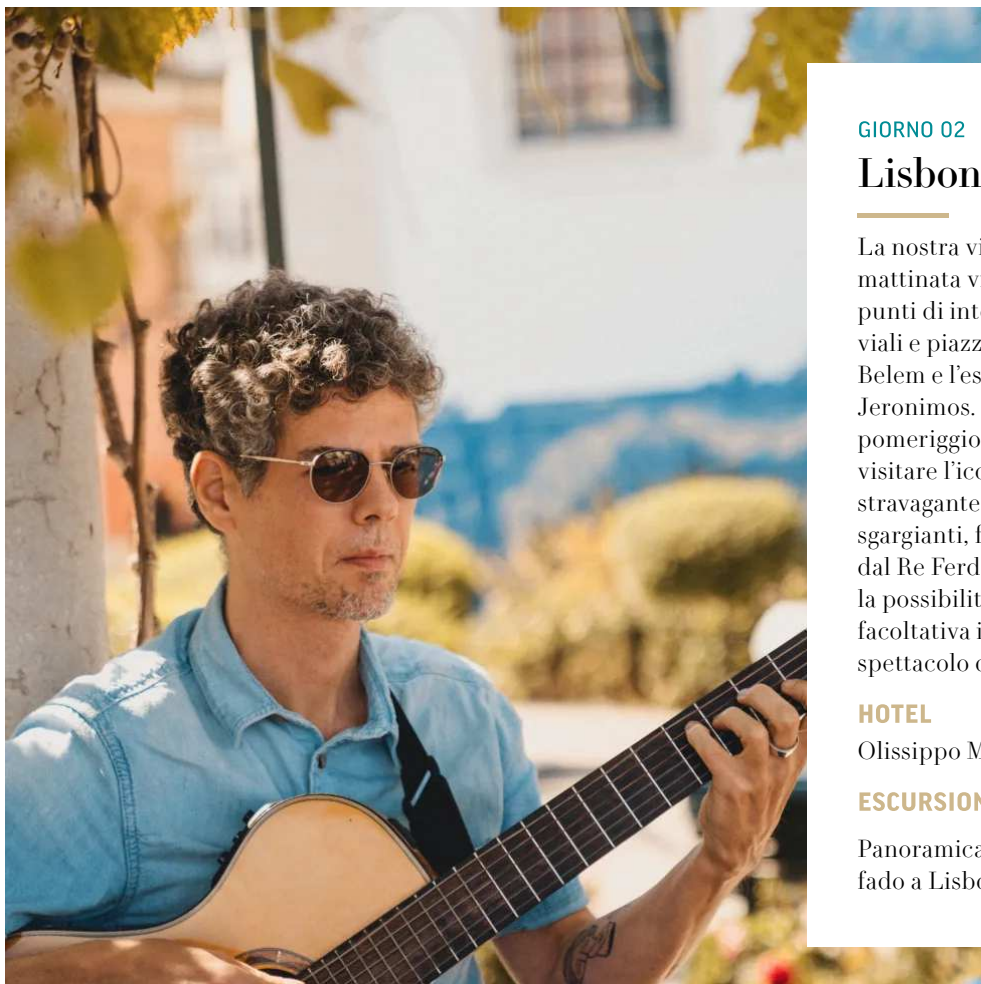 GIORNO 02
Lisbon
La nostra vi
mattinata v
punti di int
viali e piazz
Belem e l'es
Jeronimos.
pomeriggio
visitare l'ico
stravagante
sgargianti, f
dal Re Ferd
la possibilit
facoltativa i
spettacolo
HOTEL
Olissippo M
ESCURSION
Panoramica
fado a Lisbo